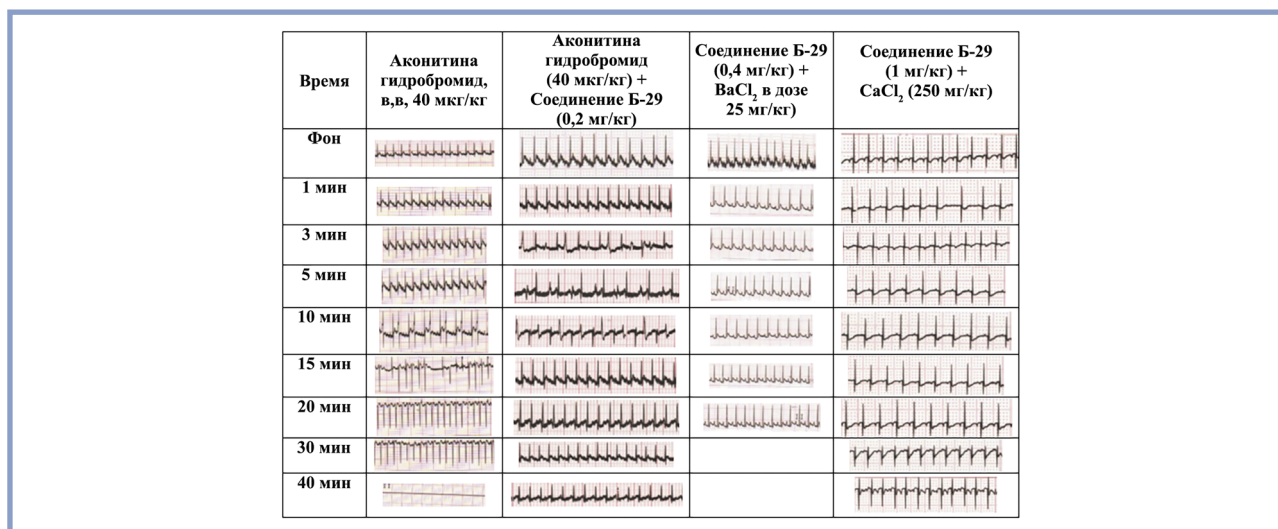 Время
Аконитина
гидробромид,
в,в, 40 мкг/кг
Аконитина
гидробромид
(40 мкг/кг) +
Соединение Б-29
(0,2 мг/кг)
Соединение Б-29
(0,4 мг/кг) +
BaCl₂ в дозе
25 мг/кг)
Соединение Б-29
(1 мг/кг) +
CaCl₂ (250 мг/кг)
Фон
1 мин
3 мин
5 мин
10 мин
15 мин
20 мин
30 мин
40 мин